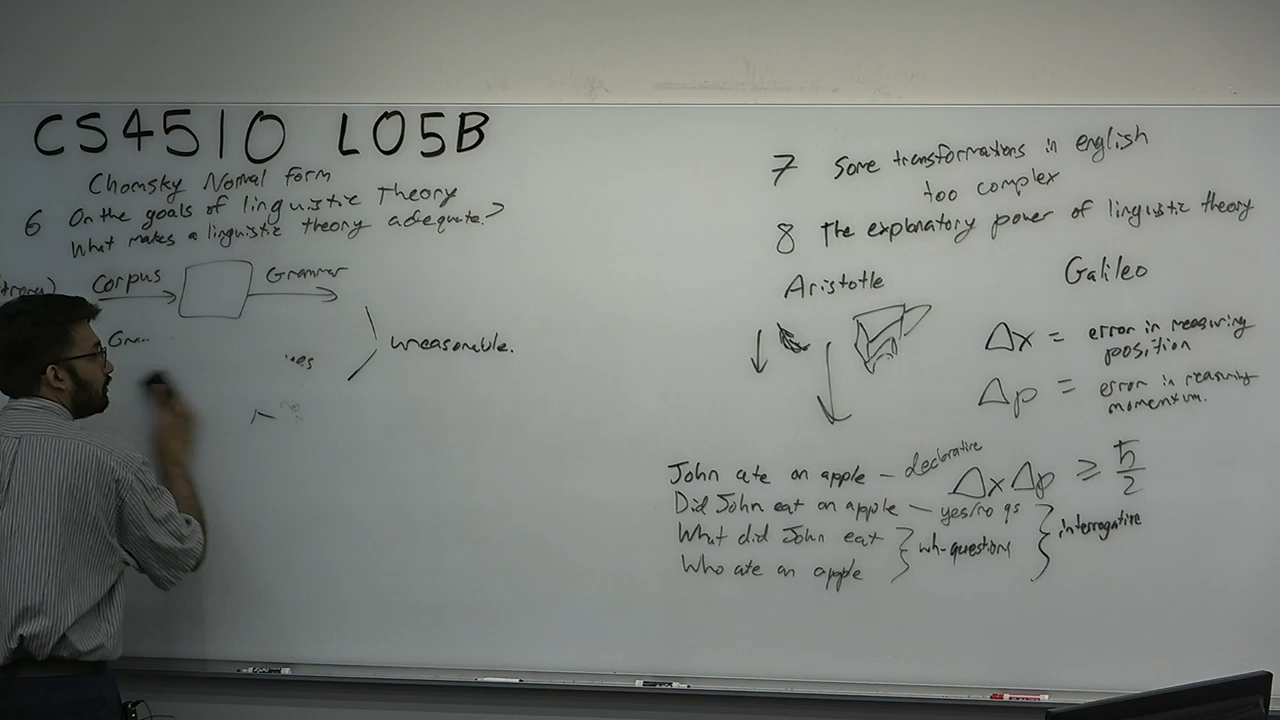 CS4510 L05B
Chomsky Normal Form
6 On the goals of linguistic Theory
What makes a linguistic theory adequate?
Corpus
Grammar
Gra..
unreasonable.
7 Some transformations in english
too complex
8 The explanatory power of linguistic theory
Aristotle
Galileo
Δx = error in measuring
position
Δp = error in measuring
momentum.
John ate an apple – declarative
ΔxΔp ≥ ħ/2
Did John eat an apple – yes/no qs
What did John eat
Who ate an apple
} wh-questions
} interrogative